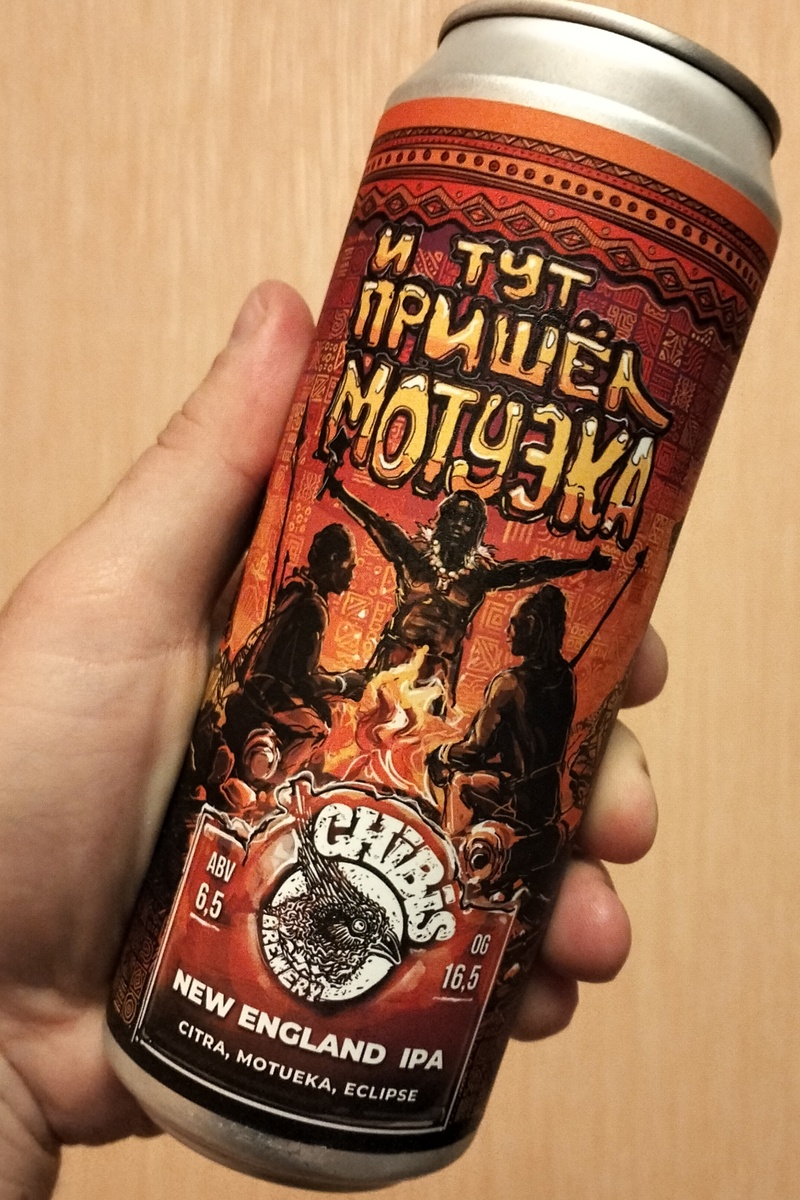 И ТУТ
ПРИШЁЛ
МОТУЭКА
CHIBIS
BREWERY
ABV
6,5
OG
16,5
NEW ENGLAND IPA
CITRA, MOTUEKA, ECLIPSE